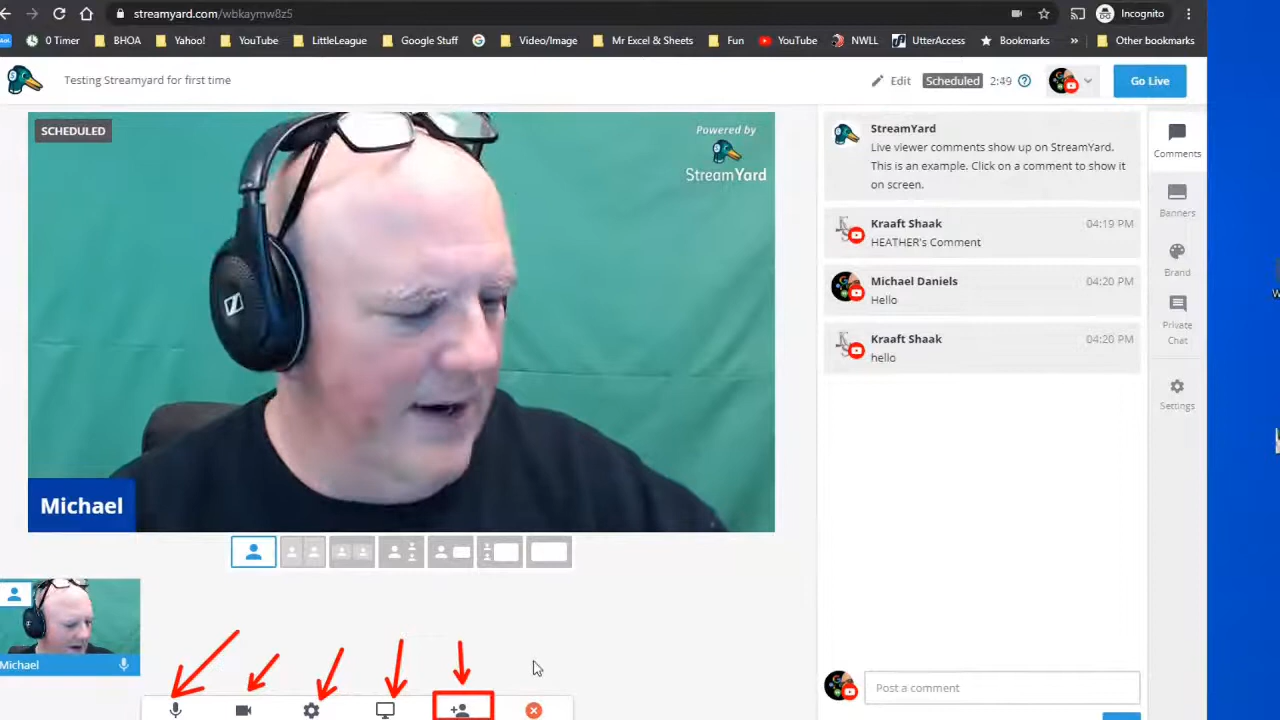 streamyard.com/wbkaymw8z5
Incognito
0 Timer BHOA Yahoo! YouTube LittleLeague Google Stuff Video/Image Mr Excel & Sheets Fun YouTube NWLL UtterAccess Bookmarks » Other bookmarks
Testing Streamyard for first time
Edit Scheduled 2:49 Go Live
SCHEDULED
Powered by
StreamYard
Michael
Michael
StreamYard
Live viewer comments show up on StreamYard.
This is an example. Click on a comment to show it
on screen.
Kraaft Shaak 04:19 PM
HEATHER's Comment
Michael Daniels 04:20 PM
Hello
Kraaft Shaak 04:20 PM
hello
Post a comment
Comments
Banners
Brand
Private
Chat
Settings